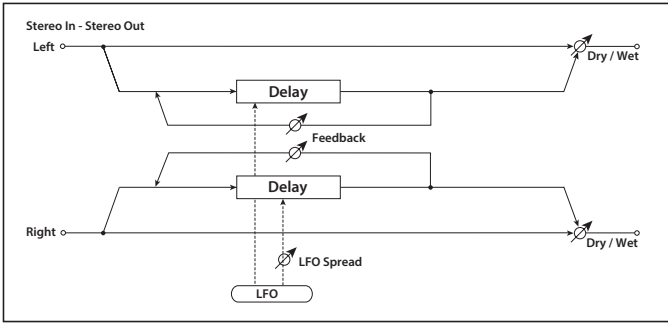 Stereo In - Stereo Out
Left
Dry / Wet
Delay
Feedback
Delay
Right
Dry / Wet
LFO Spread
LFO